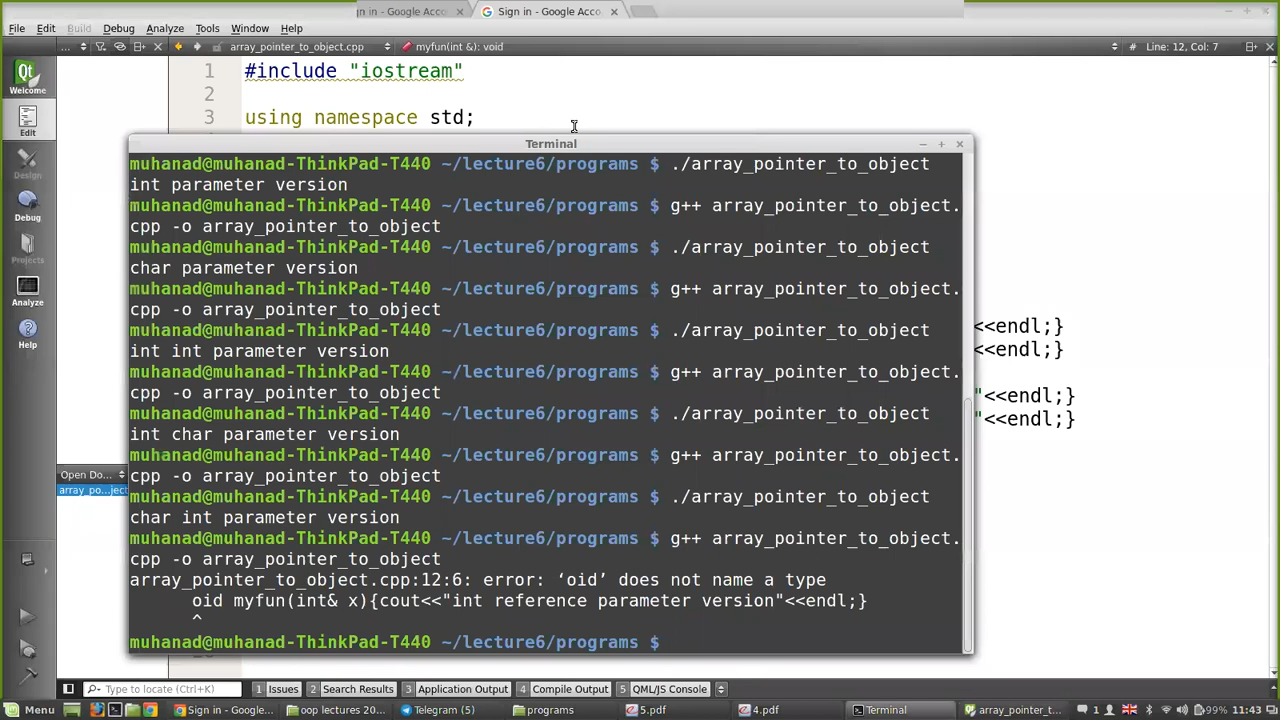 gn in - Google Acco
Sign in - Google Acco
File Edit Build Debug Analyze Tools Window Help
... array_pointer_to_object.cpp myfun(int &): void # Line: 12, Col: 7
Welcome
Edit
Design
Debug
Projects
Analyze
Help
1 #include "iostream"
2
3 using namespace std;
Terminal
muhanad@muhanad-ThinkPad-T440 ~/lecture6/programs $ ./array_pointer_to_object
int parameter version
muhanad@muhanad-ThinkPad-T440 ~/lecture6/programs $ g++ array_pointer_to_object.
cpp -o array_pointer_to_object
muhanad@muhanad-ThinkPad-T440 ~/lecture6/programs $ ./array_pointer_to_object
char parameter version
muhanad@muhanad-ThinkPad-T440 ~/lecture6/programs $ g++ array_pointer_to_object.
cpp -o array_pointer_to_object
muhanad@muhanad-ThinkPad-T440 ~/lecture6/programs $ ./array_pointer_to_object
int int parameter version
muhanad@muhanad-ThinkPad-T440 ~/lecture6/programs $ g++ array_pointer_to_object.
cpp -o array_pointer_to_object
muhanad@muhanad-ThinkPad-T440 ~/lecture6/programs $ ./array_pointer_to_object
int char parameter version
muhanad@muhanad-ThinkPad-T440 ~/lecture6/programs $ g++ array_pointer_to_object.
cpp -o array_pointer_to_object
muhanad@muhanad-ThinkPad-T440 ~/lecture6/programs $ ./array_pointer_to_object
char int parameter version
muhanad@muhanad-ThinkPad-T440 ~/lecture6/programs $ g++ array_pointer_to_object.
cpp -o array_pointer_to_object
array_pointer_to_object.cpp:12:6: error: ‘oid’ does not name a type
oid myfun(int& x){cout<<"int reference parameter version"<<endl;}
^
muhanad@muhanad-ThinkPad-T440 ~/lecture6/programs $
<<endl;}
<<endl;}
"<<endl;}
"<<endl;}
Open Do...
array_po...ject
Type to locate (Ctrl+K) 1 Issues 2 Search Results 3 Application Output 4 Compile Output 5 QML/JS Console
Menu Sign in - Google... oop lectures 20... Telegram (5) programs 5.pdf 4.pdf Terminal array_pointer_t... 99% 11:43